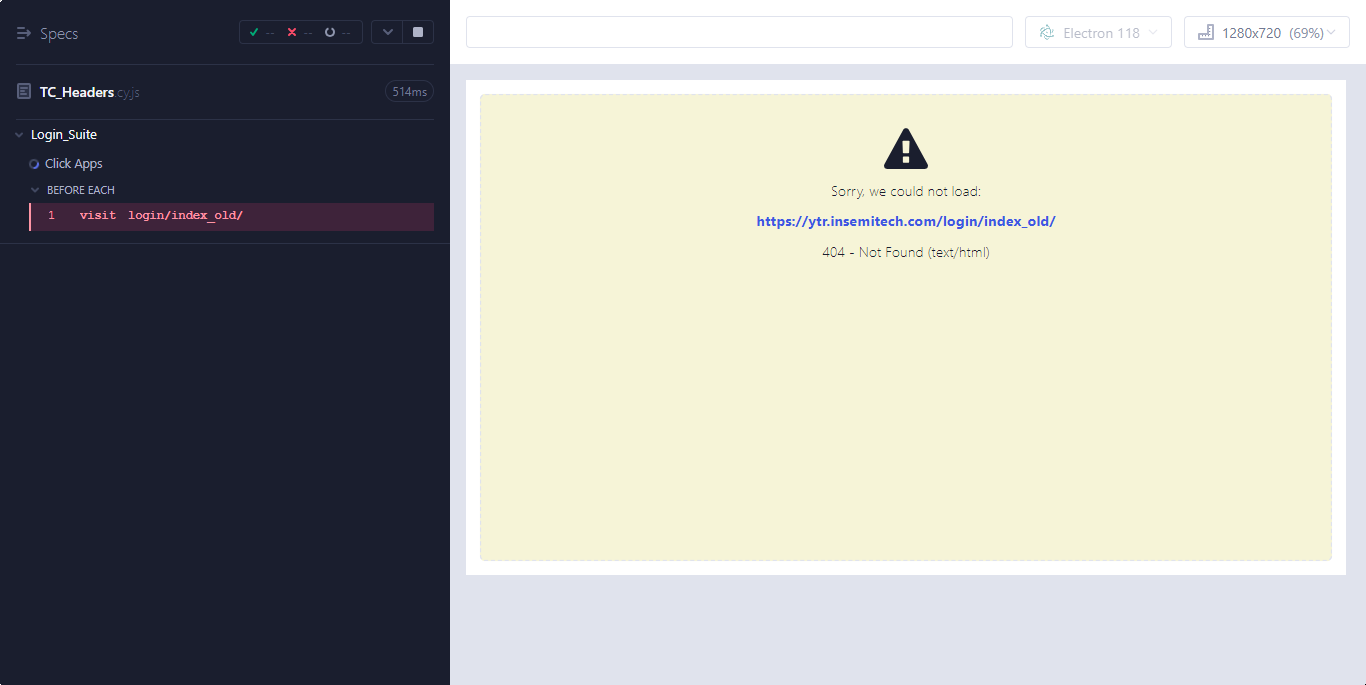 Specs
-- -- --
Electron 118
1280x720 (69%)
TC_Headers.cy.js
514ms
Login_Suite
Click Apps
BEFORE EACH
1 visit login/index_old/
Sorry, we could not load:
https://ytr.insemitech.com/login/index_old/
404 - Not Found (text/html)